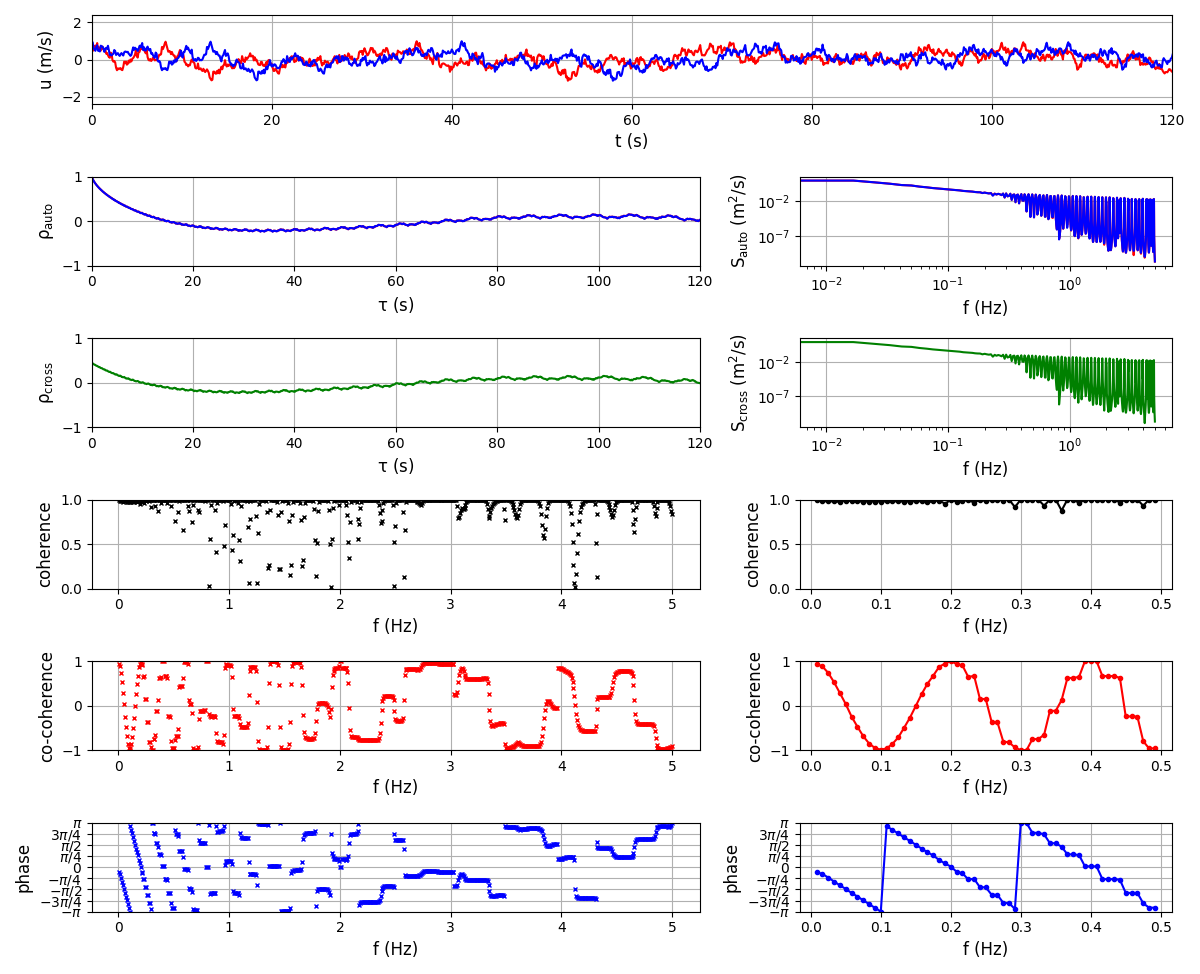 u (m/s)
2
0
−2
0 20 40 60 80 100 120
t (s)
ρauto
1
0
−1
0 20 40 60 80 100 120
τ (s)
Sauto (m²/s)
10⁻²
10⁻⁷
10⁻² 10⁻¹ 10⁰
f (Hz)
ρcross
1
0
−1
0 20 40 60 80 100 120
τ (s)
Scross (m²/s)
10⁻²
10⁻⁷
10⁻² 10⁻¹ 10⁰
f (Hz)
coherence
1.0
0.5
0.0
0 1 2 3 4 5
f (Hz)
coherence
1.0
0.5
0.0
0.0 0.1 0.2 0.3 0.4 0.5
f (Hz)
co-coherence
1
0
−1
0 1 2 3 4 5
f (Hz)
co-coherence
1
0
−1
0.0 0.1 0.2 0.3 0.4 0.5
f (Hz)
phase
π
3π/4
π/2
π/4
0
−π/4
−π/2
−3π/4
−π
0 1 2 3 4 5
f (Hz)
phase
π
3π/4
π/2
π/4
0
−π/4
−π/2
−3π/4
−π
0.0 0.1 0.2 0.3 0.4 0.5
f (Hz)